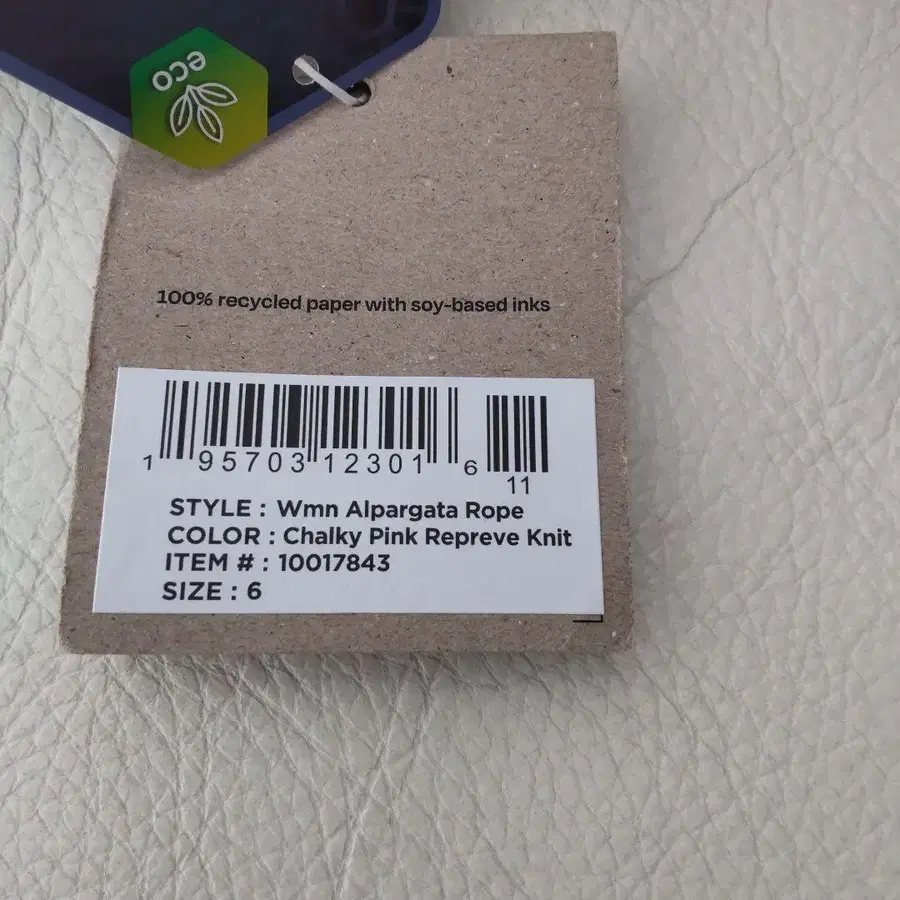 eco
100% recycled paper with soy-based inks
1 95703 12301 6
11
STYLE : Wmn Alpargata Rope
COLOR : Chalky Pink Repreve Knit
ITEM # : 10017843
SIZE : 6